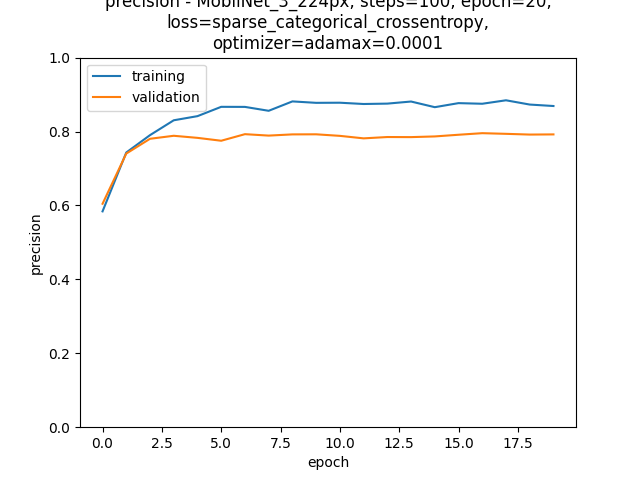 precision - MobilNet_3_224px, steps=100, epoch=20,
loss=sparse_categorical_crossentropy,
optimizer=adamax=0.0001
1.0
training
validation
0.8
0.6
precision
0.4
0.2
0.0
0.0 2.5 5.0 7.5 10.0 12.5 15.0 17.5
epoch